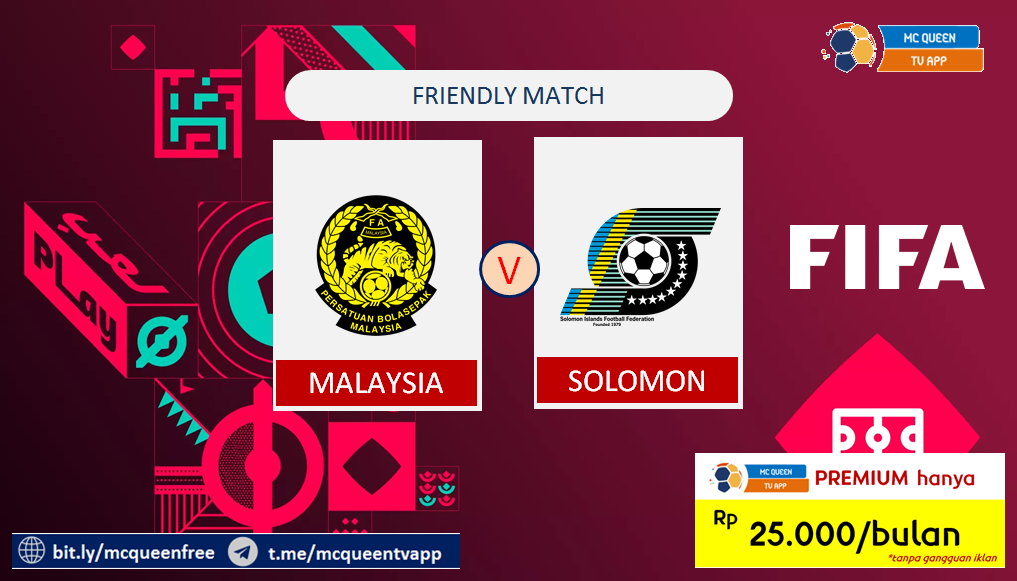 MC QUEEN
TV APP
FRIENDLY MATCH
FA
MALAYSIA
PERSATUAN BOLASEPAK
MALAYSIA
V
Solomon Islands Football Federation
Founded 1979
MALAYSIA
SOLOMON
FIFA
PLay
MC QUEEN
TV APP
PREMIUM hanya
Rp 25.000/bulan
*tanpa gangguan iklan
bit.ly/mcqueenfree
t.me/mcqueentvapp